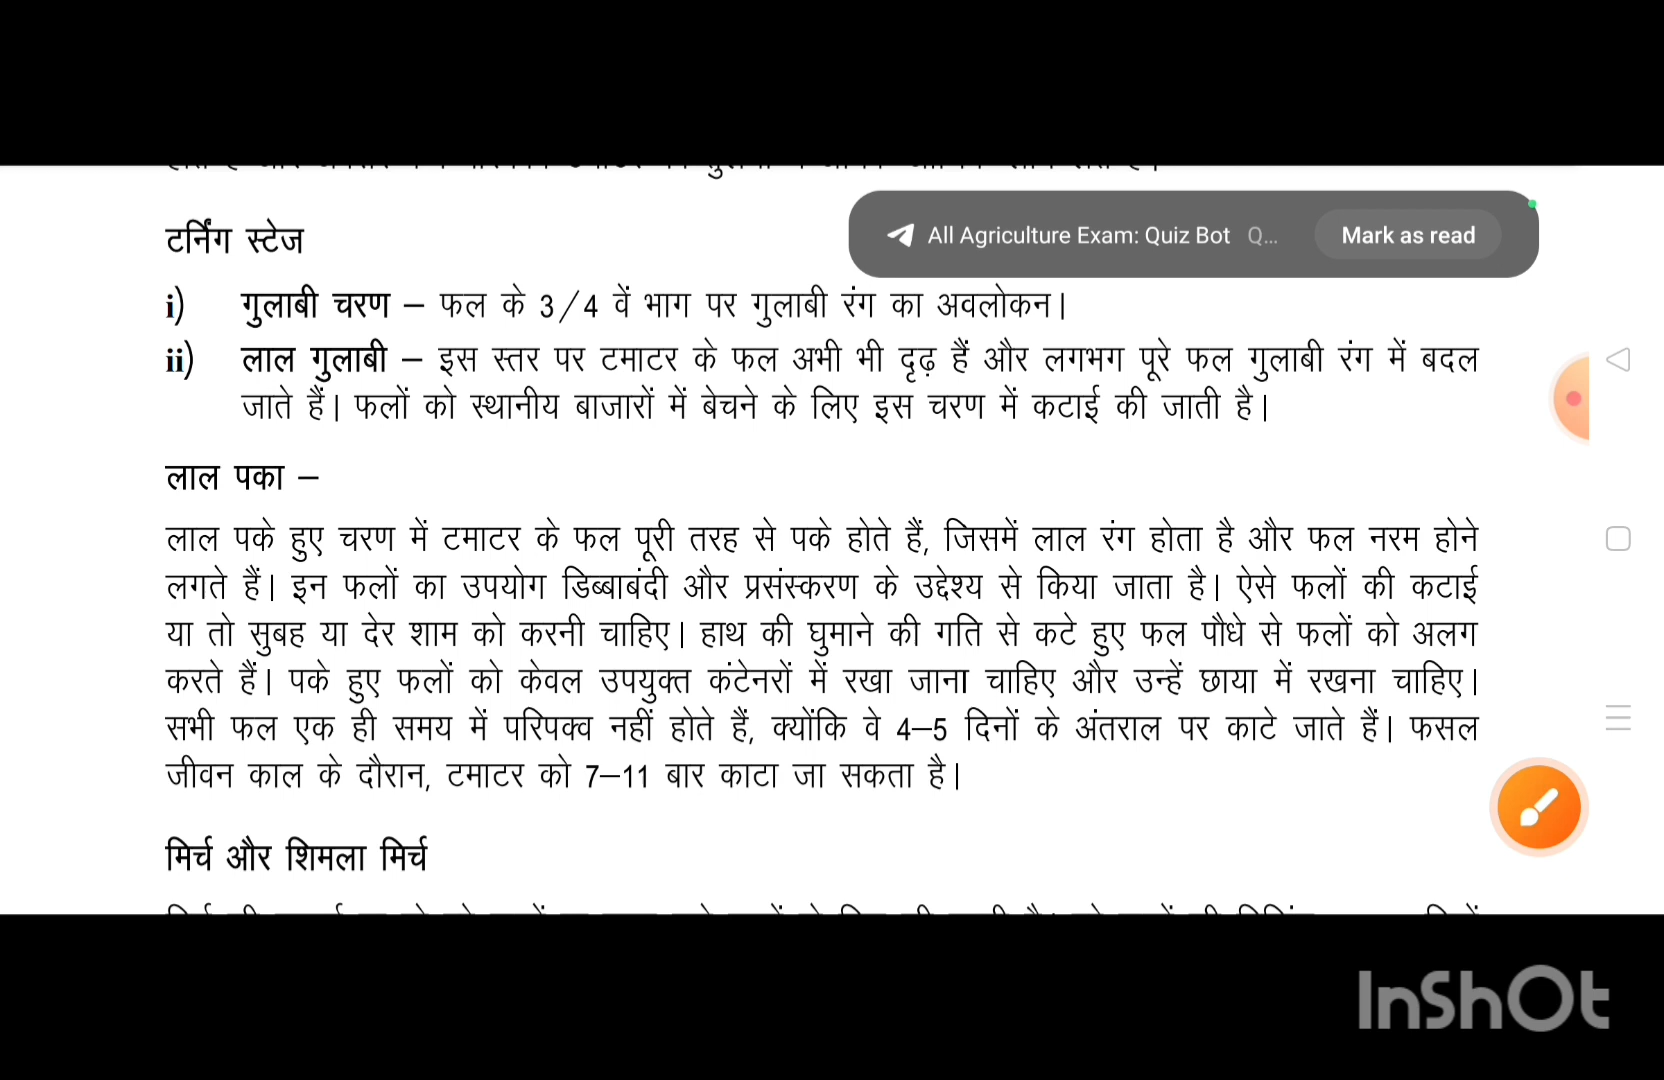 टर्निंग स्टेज
All Agriculture Exam: Quiz Bot Q... Mark as read
i) गुलाबी चरण – फल के 3/4 वें भाग पर गुलाबी रंग का अवलोकन।
ii) लाल गुलाबी – इस स्तर पर टमाटर के फल अभी भी दृढ़ हैं और लगभग पूरे फल गुलाबी रंग में बदल
जाते हैं। फलों को स्थानीय बाजारों में बेचने के लिए इस चरण में कटाई की जाती है।
लाल पका –
लाल पके हुए चरण में टमाटर के फल पूरी तरह से पके होते हैं, जिसमें लाल रंग होता है और फल नरम होने
लगते हैं। इन फलों का उपयोग डिब्बाबंदी और प्रसंस्करण के उद्देश्य से किया जाता है। ऐसे फलों की कटाई
या तो सुबह या देर शाम को करनी चाहिए। हाथ की घुमाने की गति से कटे हुए फल पौधे से फलों को अलग
करते हैं। पके हुए फलों को केवल उपयुक्त कंटेनरों में रखा जाना चाहिए और उन्हें छाया में रखना चाहिए।
सभी फल एक ही समय में परिपक्व नहीं होते हैं, क्योंकि वे 4–5 दिनों के अंतराल पर काटे जाते हैं। फसल
जीवन काल के दौरान, टमाटर को 7–11 बार काटा जा सकता है।
मिर्च और शिमला मिर्च
InShOt